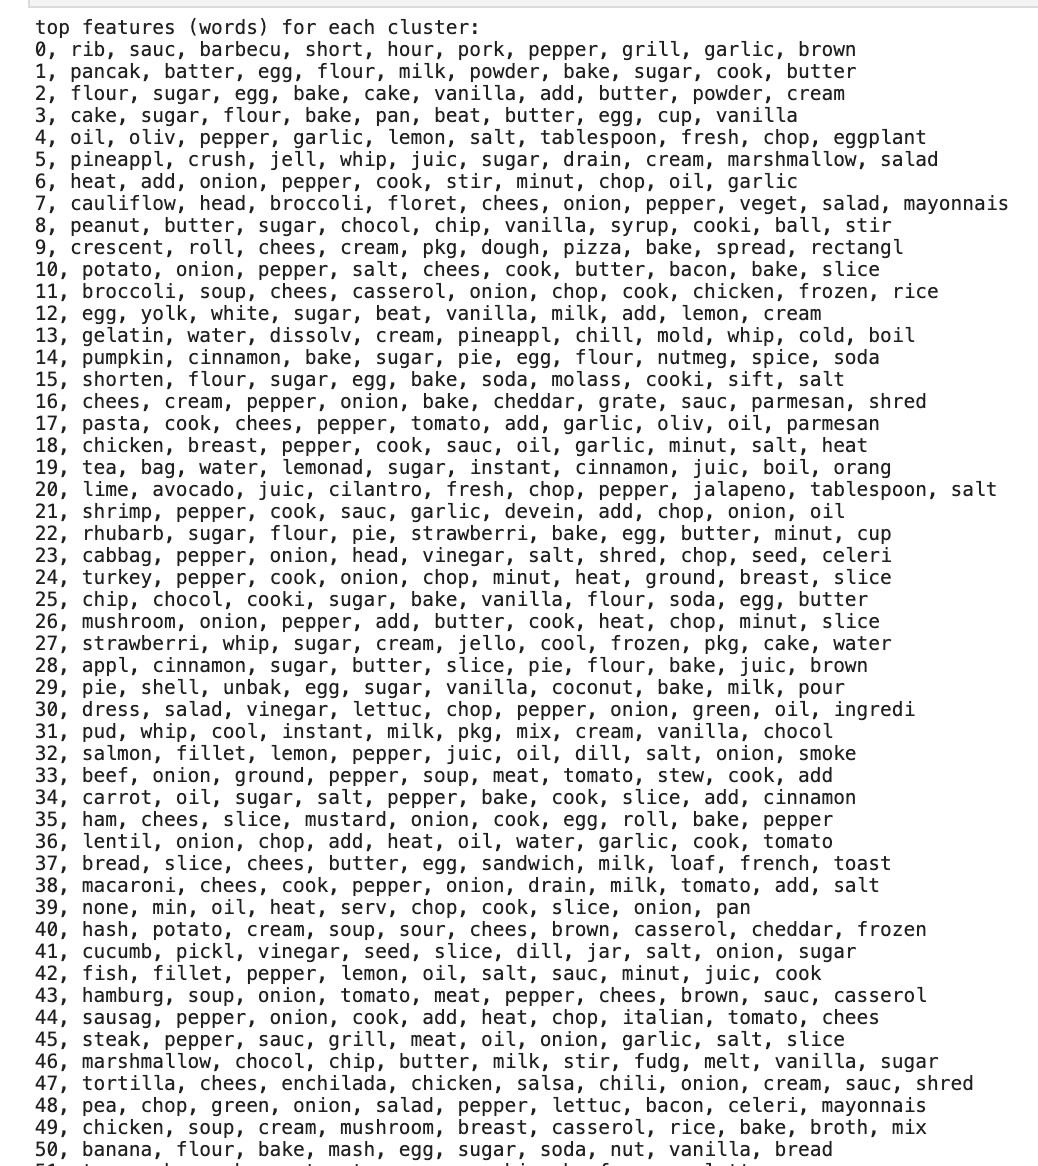 top features (words) for each cluster:
0, rib, sauc, barbecu, short, hour, pork, pepper, grill, garlic, brown
1, pancak, batter, egg, flour, milk, powder, bake, sugar, cook, butter
2, flour, sugar, egg, bake, cake, vanilla, add, butter, powder, cream
3, cake, sugar, flour, bake, pan, beat, butter, egg, cup, vanilla
4, oil, oliv, pepper, garlic, lemon, salt, tablespoon, fresh, chop, eggplant
5, pineappl, crush, jell, whip, juic, sugar, drain, cream, marshmallow, salad
6, heat, add, onion, pepper, cook, stir, minut, chop, oil, garlic
7, cauliflow, head, broccoli, floret, chees, onion, pepper, veget, salad, mayonnais
8, peanut, butter, sugar, chocol, chip, vanilla, syrup, cooki, ball, stir
9, crescent, roll, chees, cream, pkg, dough, pizza, bake, spread, rectangl
10, potato, onion, pepper, salt, chees, cook, butter, bacon, bake, slice
11, broccoli, soup, chees, casserol, onion, chop, cook, chicken, frozen, rice
12, egg, yolk, white, sugar, beat, vanilla, milk, add, lemon, cream
13, gelatin, water, dissolv, cream, pineappl, chill, mold, whip, cold, boil
14, pumpkin, cinnamon, bake, sugar, pie, egg, flour, nutmeg, spice, soda
15, shorten, flour, sugar, egg, bake, soda, molass, cooki, sift, salt
16, chees, cream, pepper, onion, bake, cheddar, grate, sauc, parmesan, shred
17, pasta, cook, chees, pepper, tomato, add, garlic, oliv, oil, parmesan
18, chicken, breast, pepper, cook, sauc, oil, garlic, minut, salt, heat
19, tea, bag, water, lemonad, sugar, instant, cinnamon, juic, boil, orang
20, lime, avocado, juic, cilantro, fresh, chop, pepper, jalapeno, tablespoon, salt
21, shrimp, pepper, cook, sauc, garlic, devein, add, chop, onion, oil
22, rhubarb, sugar, flour, pie, strawberri, bake, egg, butter, minut, cup
23, cabbag, pepper, onion, head, vinegar, salt, shred, chop, seed, celeri
24, turkey, pepper, cook, onion, chop, minut, heat, ground, breast, slice
25, chip, chocol, cooki, sugar, bake, vanilla, flour, soda, egg, butter
26, mushroom, onion, pepper, add, butter, cook, heat, chop, minut, slice
27, strawberri, whip, sugar, cream, jello, cool, frozen, pkg, cake, water
28, appl, cinnamon, sugar, butter, slice, pie, flour, bake, juic, brown
29, pie, shell, unbak, egg, sugar, vanilla, coconut, bake, milk, pour
30, dress, salad, vinegar, lettuc, chop, pepper, onion, green, oil, ingredi
31, pud, whip, cool, instant, milk, pkg, mix, cream, vanilla, chocol
32, salmon, fillet, lemon, pepper, juic, oil, dill, salt, onion, smoke
33, beef, onion, ground, pepper, soup, meat, tomato, stew, cook, add
34, carrot, oil, sugar, salt, pepper, bake, cook, slice, add, cinnamon
35, ham, chees, slice, mustard, onion, cook, egg, roll, bake, pepper
36, lentil, onion, chop, add, heat, oil, water, garlic, cook, tomato
37, bread, slice, chees, butter, egg, sandwich, milk, loaf, french, toast
38, macaroni, chees, cook, pepper, onion, drain, milk, tomato, add, salt
39, none, min, oil, heat, serv, chop, cook, slice, onion, pan
40, hash, potato, cream, soup, sour, chees, brown, casserol, cheddar, frozen
41, cucumb, pickl, vinegar, seed, slice, dill, jar, salt, onion, sugar
42, fish, fillet, pepper, lemon, oil, salt, sauc, minut, juic, cook
43, hamburg, soup, onion, tomato, meat, pepper, chees, brown, sauc, casserol
44, sausag, pepper, onion, cook, add, heat, chop, italian, tomato, chees
45, steak, pepper, sauc, grill, meat, oil, onion, garlic, salt, slice
46, marshmallow, chocol, chip, butter, milk, stir, fudg, melt, vanilla, sugar
47, tortilla, chees, enchilada, chicken, salsa, chili, onion, cream, sauc, shred
48, pea, chop, green, onion, salad, pepper, lettuc, bacon, celeri, mayonnais
49, chicken, soup, cream, mushroom, breast, casserol, rice, bake, broth, mix
50, banana, flour, bake, mash, egg, sugar, soda, nut, vanilla, bread